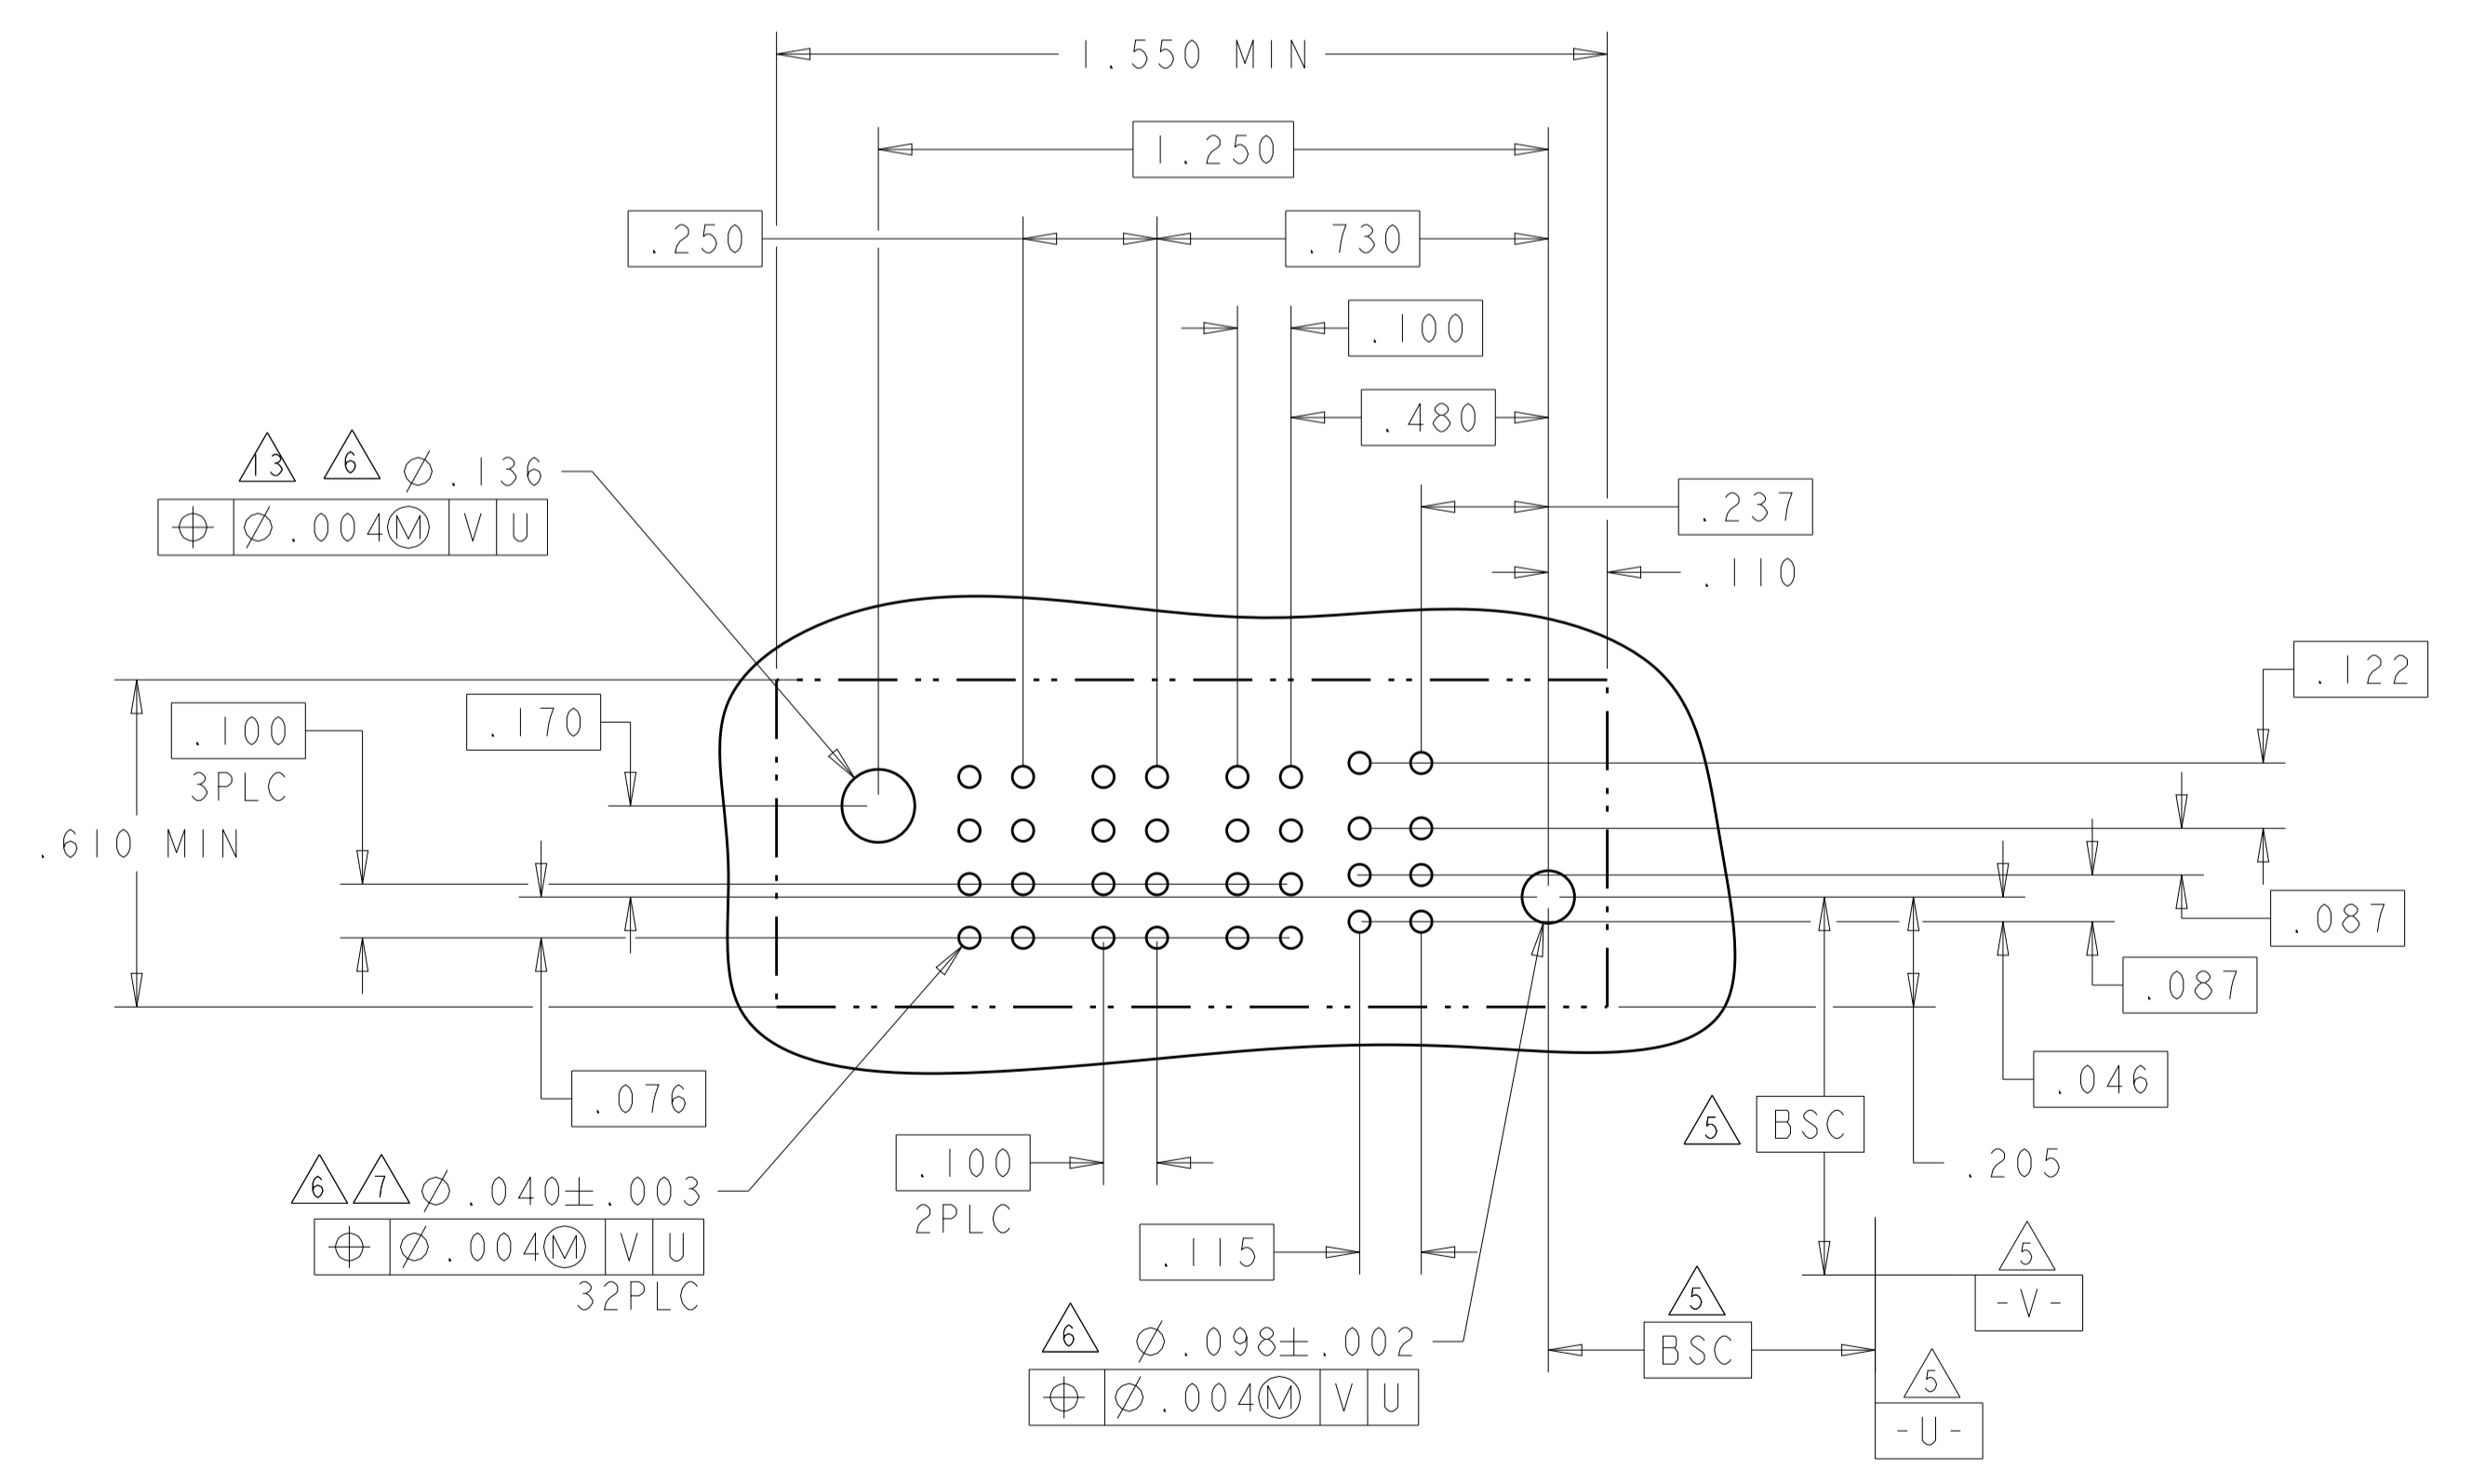 1.550 MIN
1.250
.250
.730
.100
.480
13 6 Ø.136
⌖ Ø.004Ⓜ V U
.237
.110
.122
.100
3PLC
.170
.610 MIN
.087
.087
.046
.076
5 BSC
.205
.100
2PLC
6 7 Ø.040±.003
⌖ Ø.004Ⓜ V U
32PLC
.115
5
-V-
5
BSC
6 Ø.098±.002
⌖ Ø.004Ⓜ V U
5
-U-